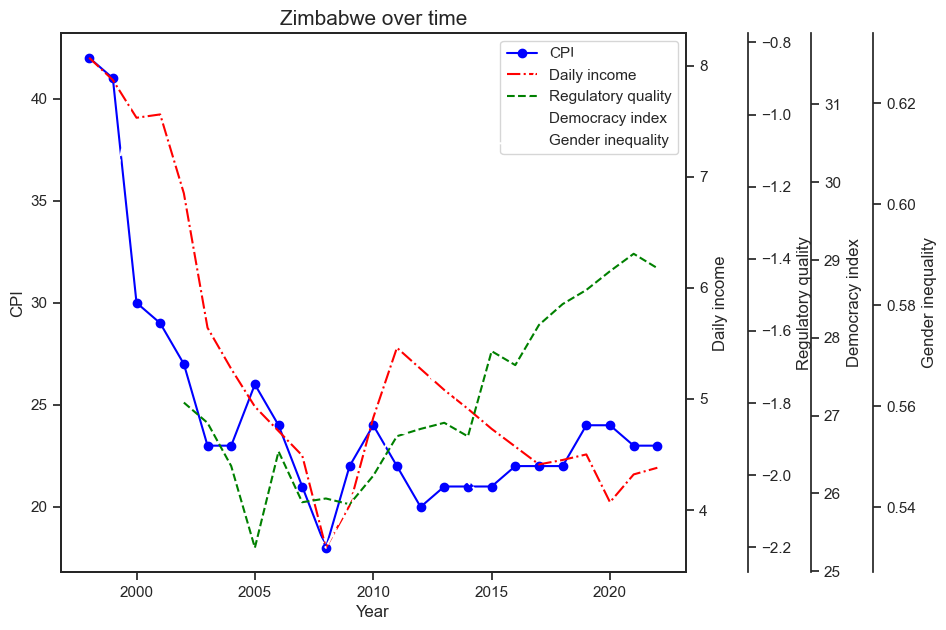 Zimbabwe over time
CPI
Daily income
Regulatory quality
Democracy index
Gender inequality
40
35
30
25
20
CPI
2000
2005
2010
2015
2020
Year
8
7
6
5
4
Daily income
−0.8
−1.0
−1.2
−1.4
−1.6
−1.8
−2.0
−2.2
Regulatory quality
31
30
29
28
27
26
25
Democracy index
0.62
0.60
0.58
0.56
0.54
Gender inequality